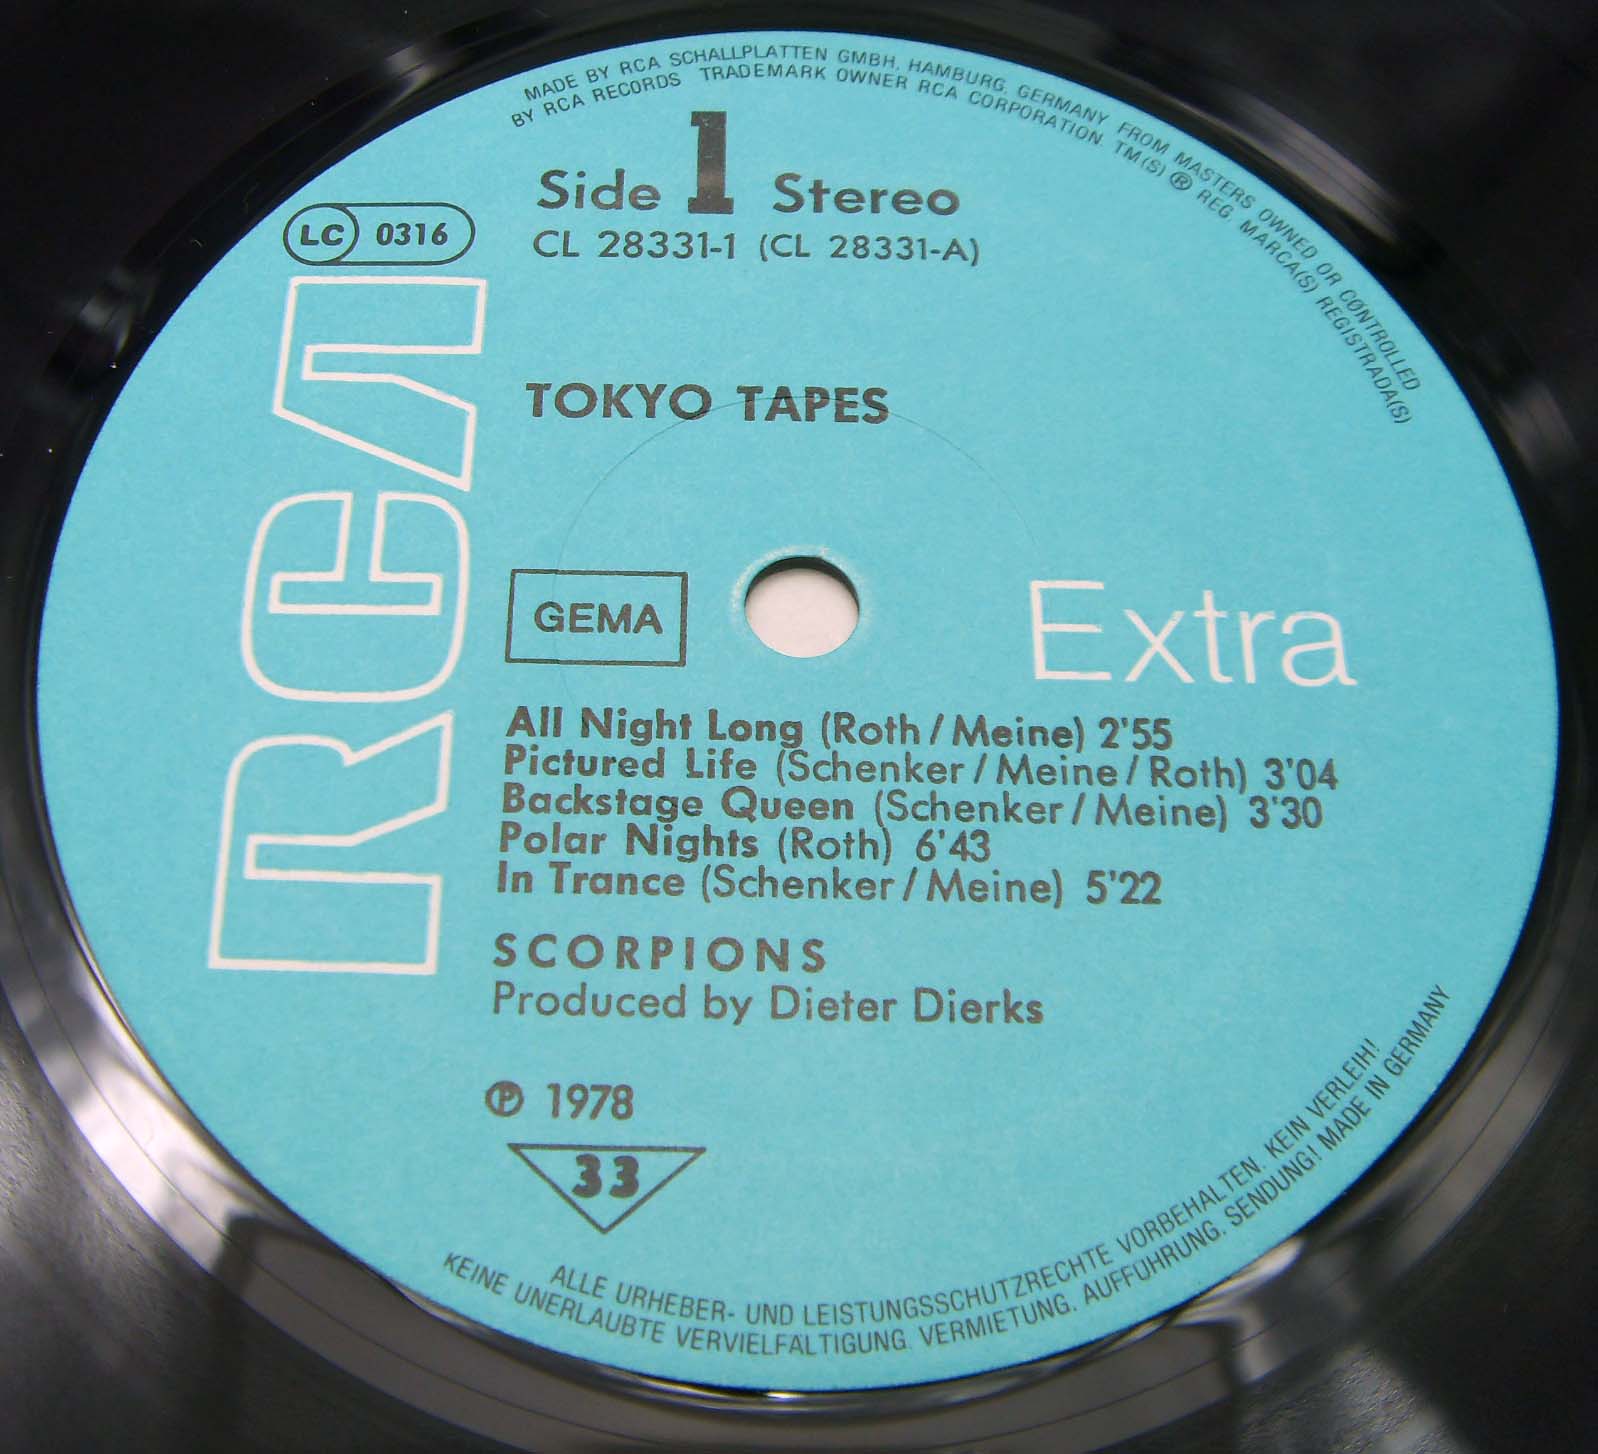 MADE BY RCA SCHALLPLATTEN GMBH, HAMBURG, GERMANY FROM MASTERS OWNED OR CONTROLLED
BY RCA RECORDS TRADEMARK OWNER RCA CORPORATION. TM(S) ® REG. MARCA(S) REGISTRADA(S)
Side 1 Stereo
LC 0316
CL 28331-1 (CL 28331-A)
RCA
TOKYO TAPES
GEMA
Extra
All Night Long (Roth / Meine) 2'55
Pictured Life (Schenker / Meine / Roth) 3'04
Backstage Queen (Schenker / Meine) 3'30
Polar Nights (Roth) 6'43
In Trance (Schenker / Meine) 5'22
SCORPIONS
Produced by Dieter Dierks
℗ 1978
33
ALLE URHEBER- UND LEISTUNGSSCHUTZRECHTE VORBEHALTEN. KEIN VERLEIH!
KEINE UNERLAUBTE VERVIELFÄLTIGUNG. VERMIETUNG. AUFFÜHRUNG. SENDUNG! MADE IN GERMANY